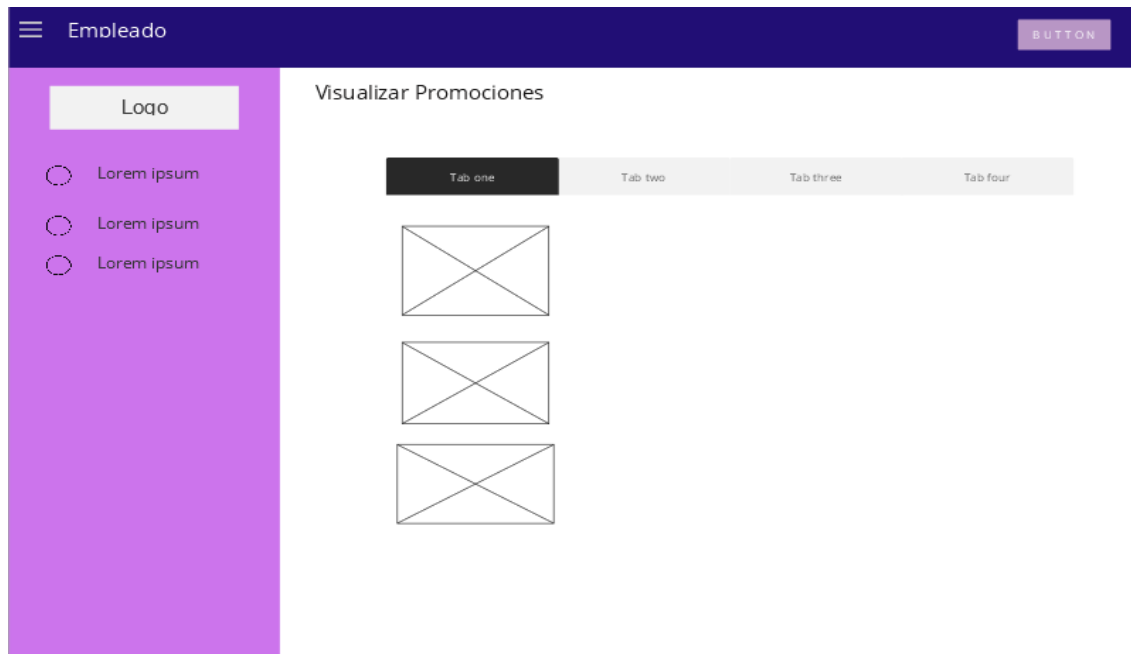 Empleado
BUTTON
Logo
Visualizar Promociones
Lorem ipsum
Lorem ipsum
Lorem ipsum
Tab one
Tab two
Tab three
Tab four